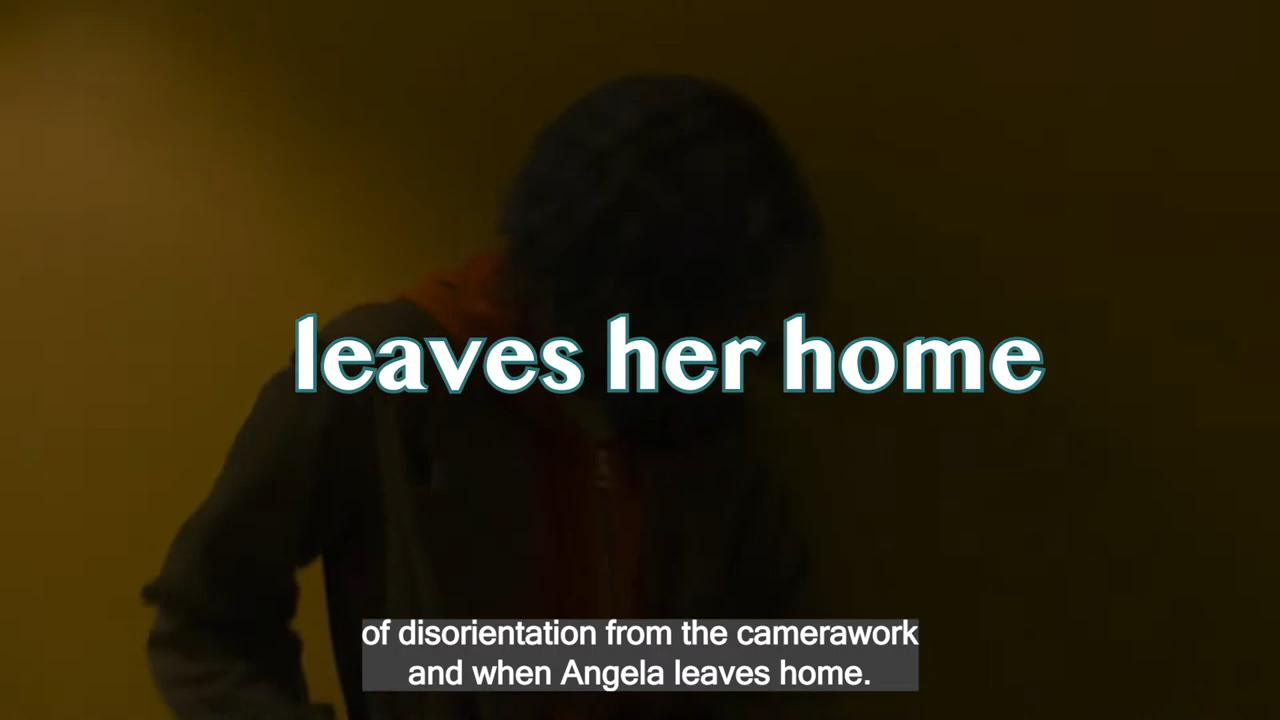 leaves her home
of disorientation from the camerawork
and when Angela leaves home.